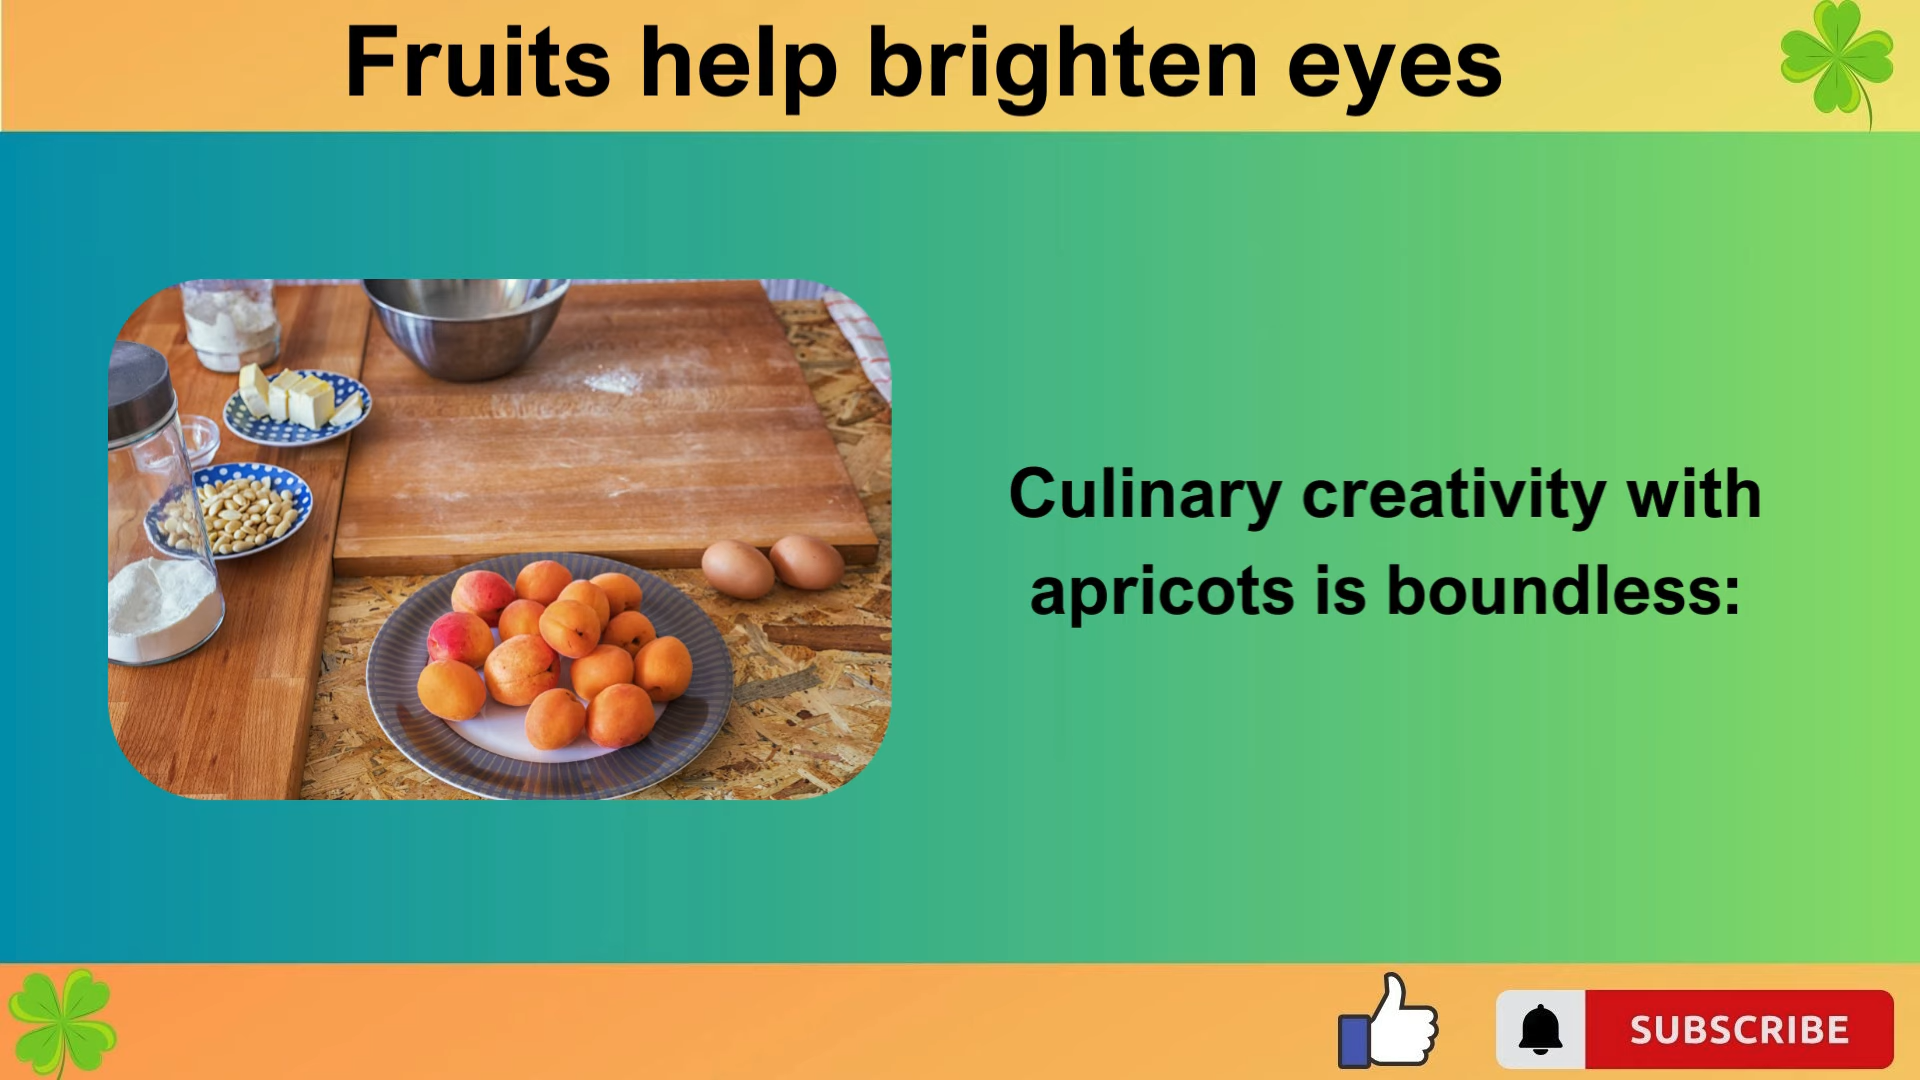 Fruits help brighten eyes
Culinary creativity with
apricots is boundless:
SUBSCRIBE